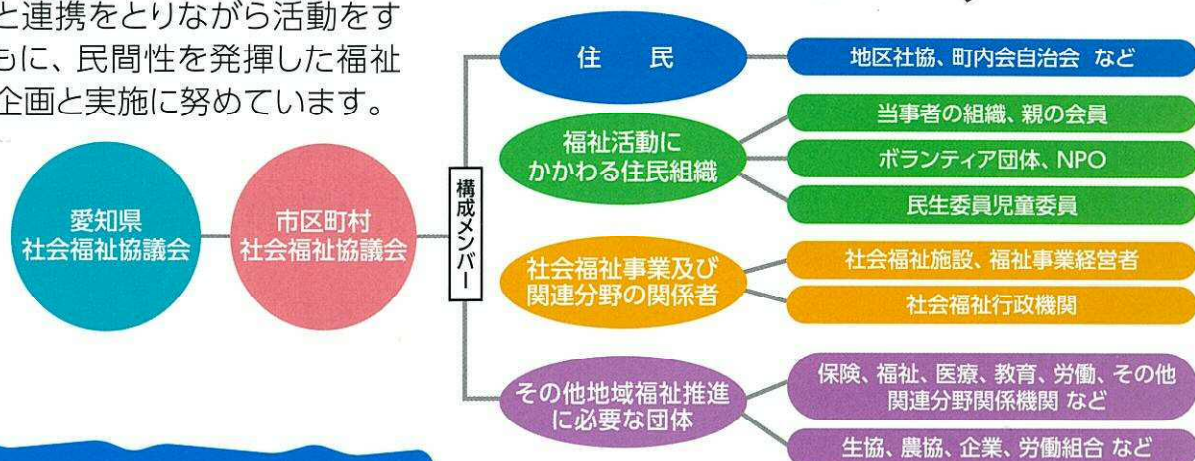 と連携をとりながら活動をす
もに、民間性を発揮した福祉
企画と実施に努めています。
愛知県
社会福祉協議会
市区町村
社会福祉協議会
構成メンバー
住　民
地区社協、町内会自治会 など
福祉活動に
かかわる住民組織
当事者の組織、親の会員
ボランティア団体、NPO
民生委員児童委員
社会福祉事業及び
関連分野の関係者
社会福祉施設、福祉事業経営者
社会福祉行政機関
その他地域福祉推進
に必要な団体
保険、福祉、医療、教育、労働、その他
関連分野関係機関 など
生協、農協、企業、労働組合 など